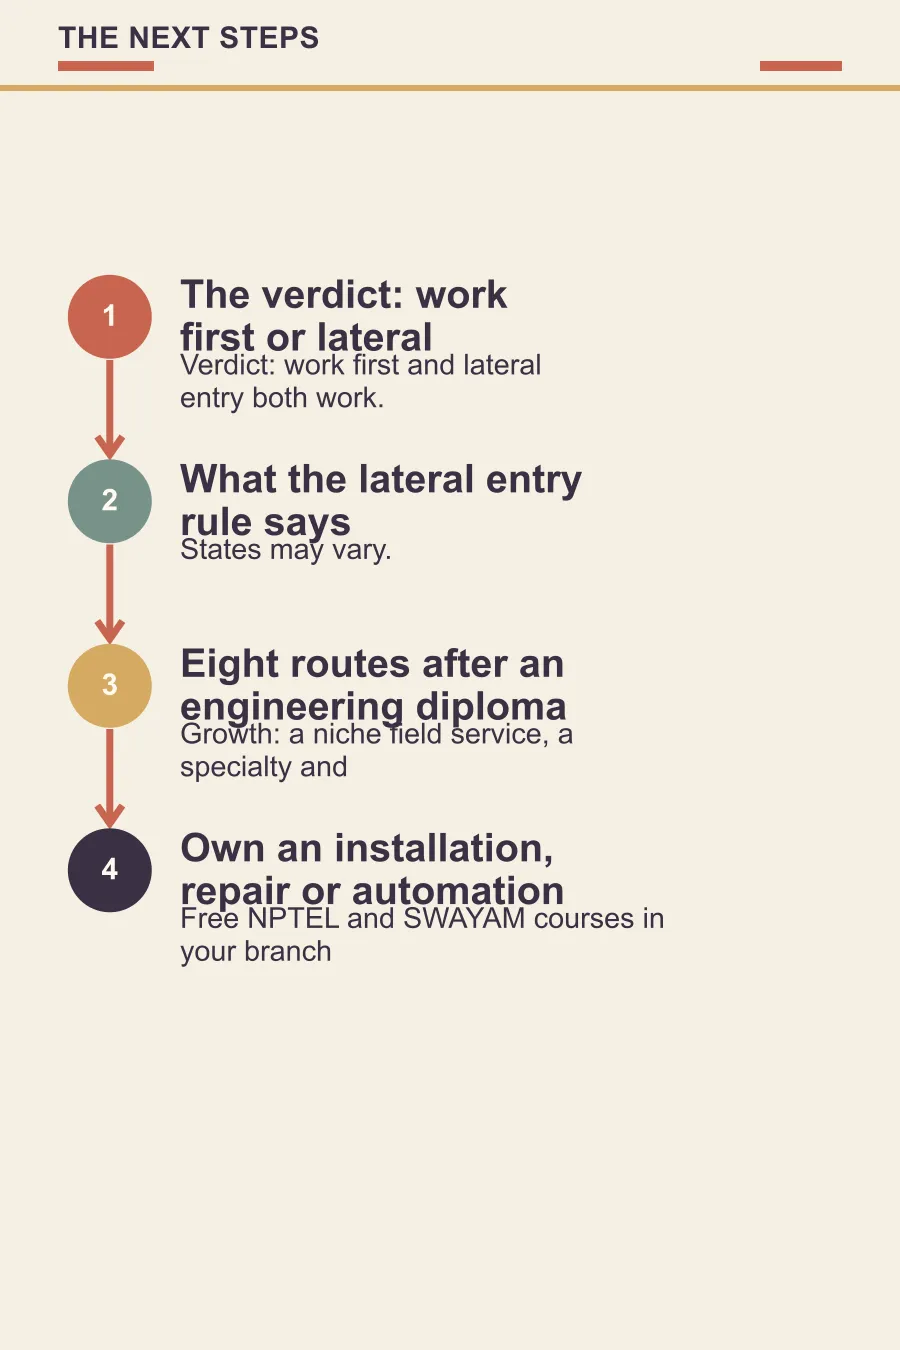 THE NEXT STEPS
1
The verdict: work
first or lateral
Verdict: work first and lateral
entry both work.
2
What the lateral entry
rule says
States may vary.
3
Eight routes after an
engineering diploma
Growth: a niche field service, a
specialty and
4
Own an installation,
repair or automation
Free NPTEL and SWAYAM courses in
your branch